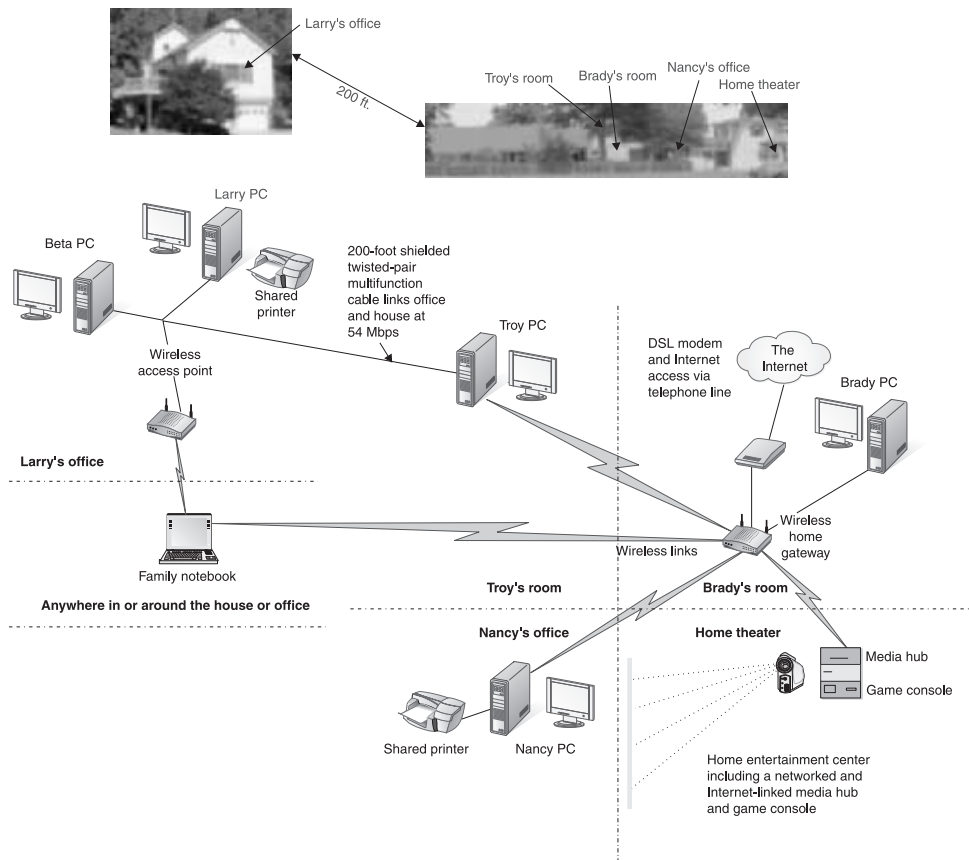 Larry's office
200 ft.
Troy's room
Brady's room
Nancy's office
Home theater
Larry PC
Beta PC
Shared
printer
200-foot shielded
twisted-pair
multifunction
cable links office
and house at
54 Mbps
Wireless
access point
Troy PC
DSL modem
and Internet
access via
telephone line
The
Internet
Brady PC
Larry's office
Family notebook
Wireless links
Wireless
home
gateway
Anywhere in or around the house or office
Troy's room
Brady's room
Nancy's office
Home theater
Shared printer
Nancy PC
Media hub
Game console
Home entertainment center
including a networked and
Internet-linked media hub
and game console